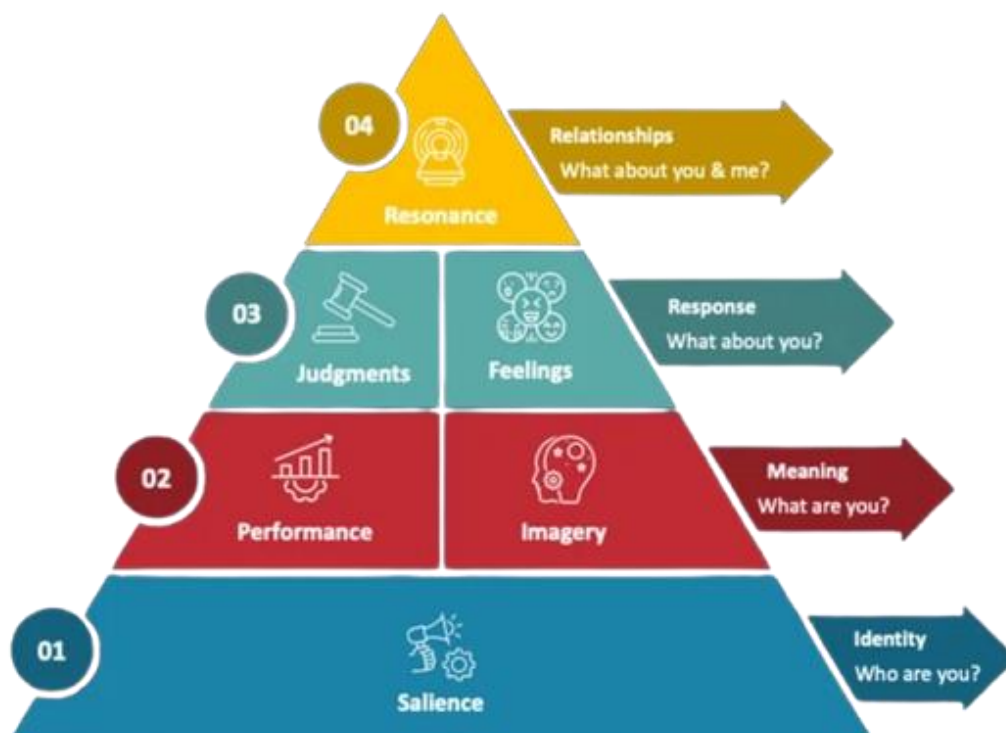 04
Resonance
Relationships
What about you & me?
03
Judgments
Feelings
Response
What about you?
02
Performance
Imagery
Meaning
What are you?
01
Salience
Identity
Who are you?